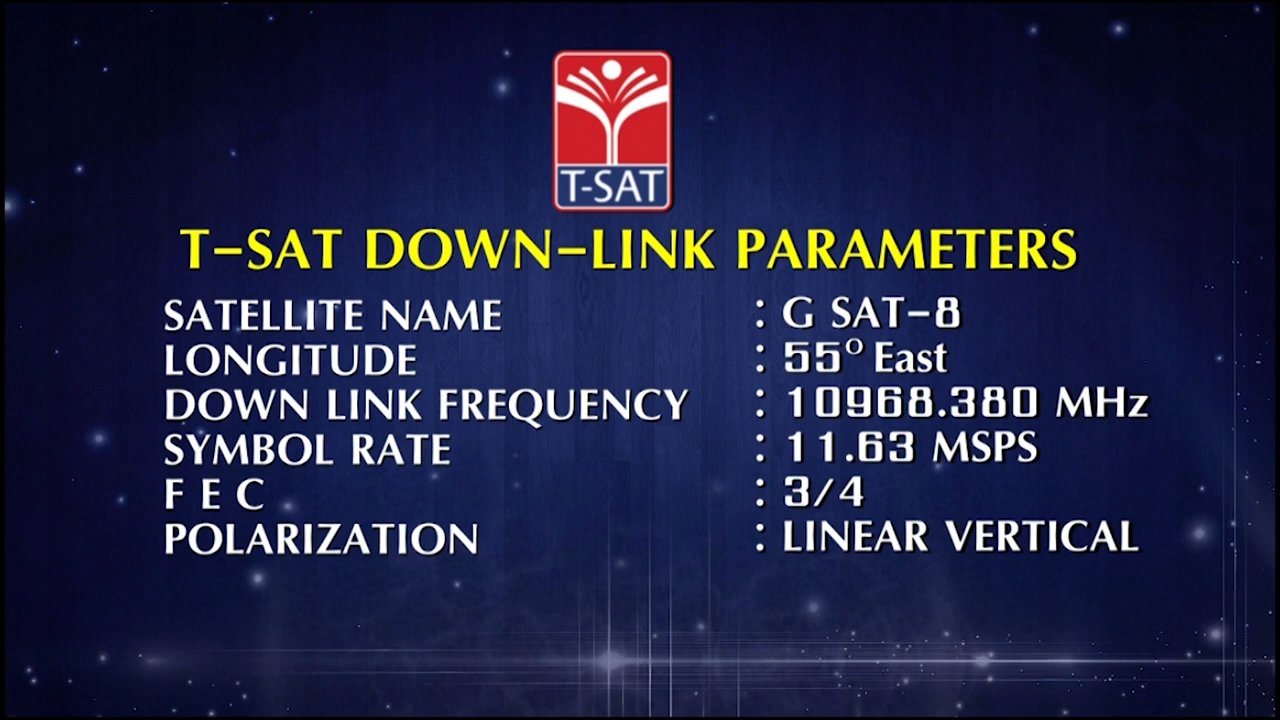 T-SAT
T-SAT DOWN-LINK PARAMETERS
SATELLITE NAME : G SAT-8
LONGITUDE : 55° East
DOWN LINK FREQUENCY : 10968.380 MHz
SYMBOL RATE : 11.63 MSPS
F E C : 3/4
POLARIZATION : LINEAR VERTICAL